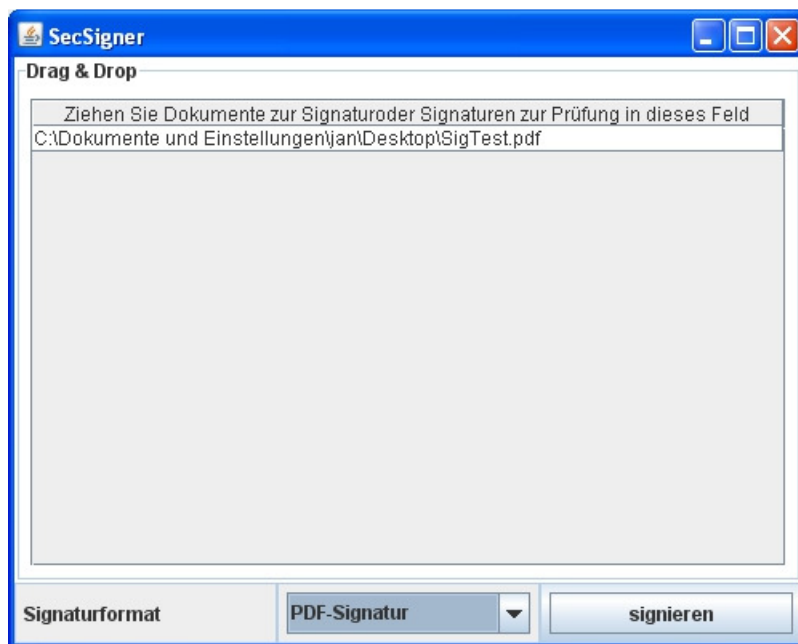 SecSigner
Drag & Drop
Ziehen Sie Dokumente zur Signaturoder Signaturen zur Prüfung in dieses Feld
C:\Dokumente und Einstellungen\jan\Desktop\SigTest.pdf
Signaturformat
PDF-Signatur
signieren